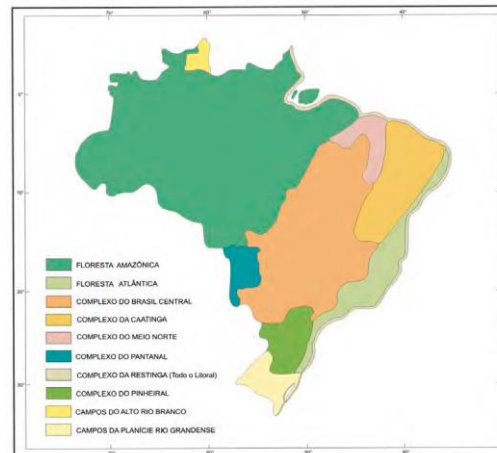 FLORESTA AMAZÔNICA
FLORESTA ATLÂNTICA
COMPLEXO DO BRASIL CENTRAL
COMPLEXO DA CAATINGA
COMPLEXO DO MEIO NORTE
COMPLEXO DO PANTANAL
COMPLEXO DA RESTINGA (Todo o Litoral)
COMPLEXO DO PINHEIRAL
CAMPOS DO ALTO RIO BRANCO
CAMPOS DA PLANÍCIE RIO GRANDENSE